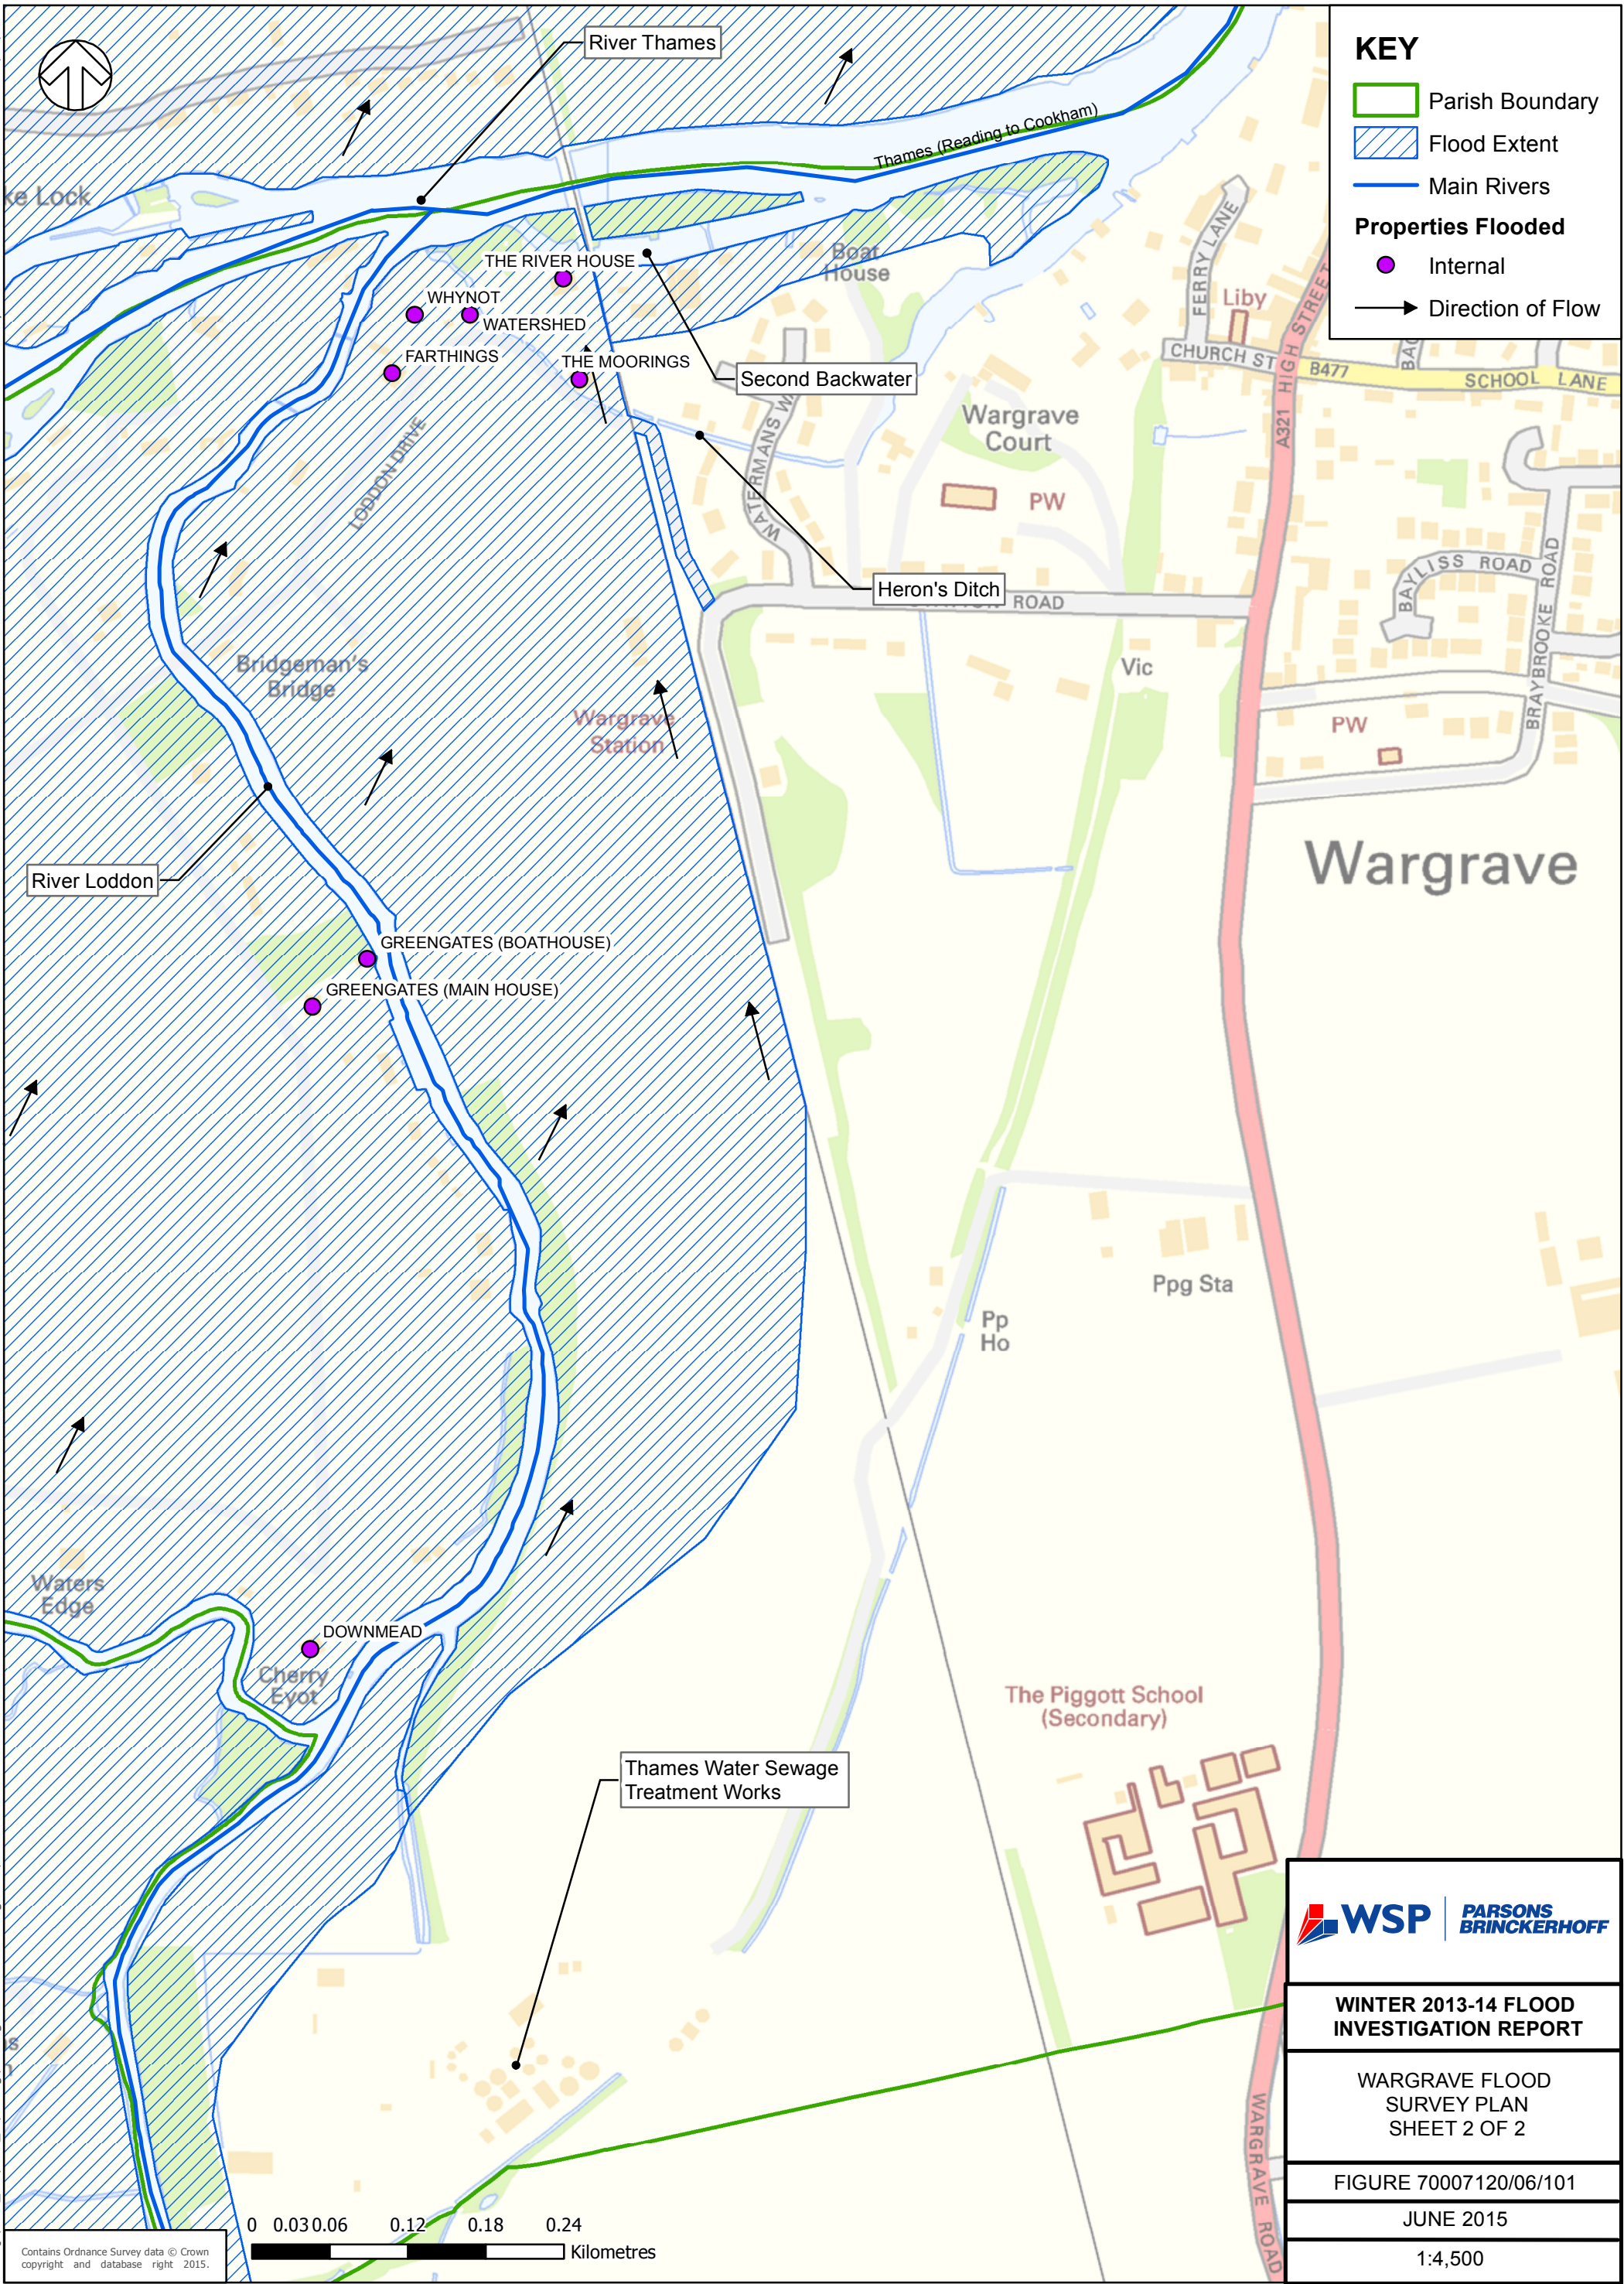 River Thames
KEY
Parish Boundary
Flood Extent
Main Rivers
Properties Flooded
Internal
Direction of Flow
Thames (Reading to Cookham)
ke Lock
THE RIVER HOUSE
Boat
House
FERRY LANE
Liby
WHYNOT
WATERSHED
FARTHINGS
THE MOORINGS
Second Backwater
CHURCH ST
B477
SCHOOL LANE
A321 HIGH STREET
Wargrave
Court
PW
LODDON DRIVE
WATERMANS WA
Heron's Ditch
ROAD
BAYLISS ROAD
BRAYBROOKE ROAD
Bridgeman's
Bridge
Vic
Wargrave
Station
PW
Wargrave
River Loddon
GREENGATES (BOATHOUSE)
GREENGATES (MAIN HOUSE)
Ppg Sta
Pp
Ho
Waters
Edge
DOWNMEAD
Cherry
Eyot
The Piggott School
(Secondary)
Thames Water Sewage
Treatment Works
WARGRAVE ROAD
WSP PARSONS
BRINCKERHOFF
WINTER 2013-14 FLOOD
INVESTIGATION REPORT
WARGRAVE FLOOD
SURVEY PLAN
SHEET 2 OF 2
FIGURE 70007120/06/101
JUNE 2015
1:4,500
0 0.03 0.06 0.12 0.18 0.24
Kilometres
Contains Ordnance Survey data © Crown
copyright and database right 2015.